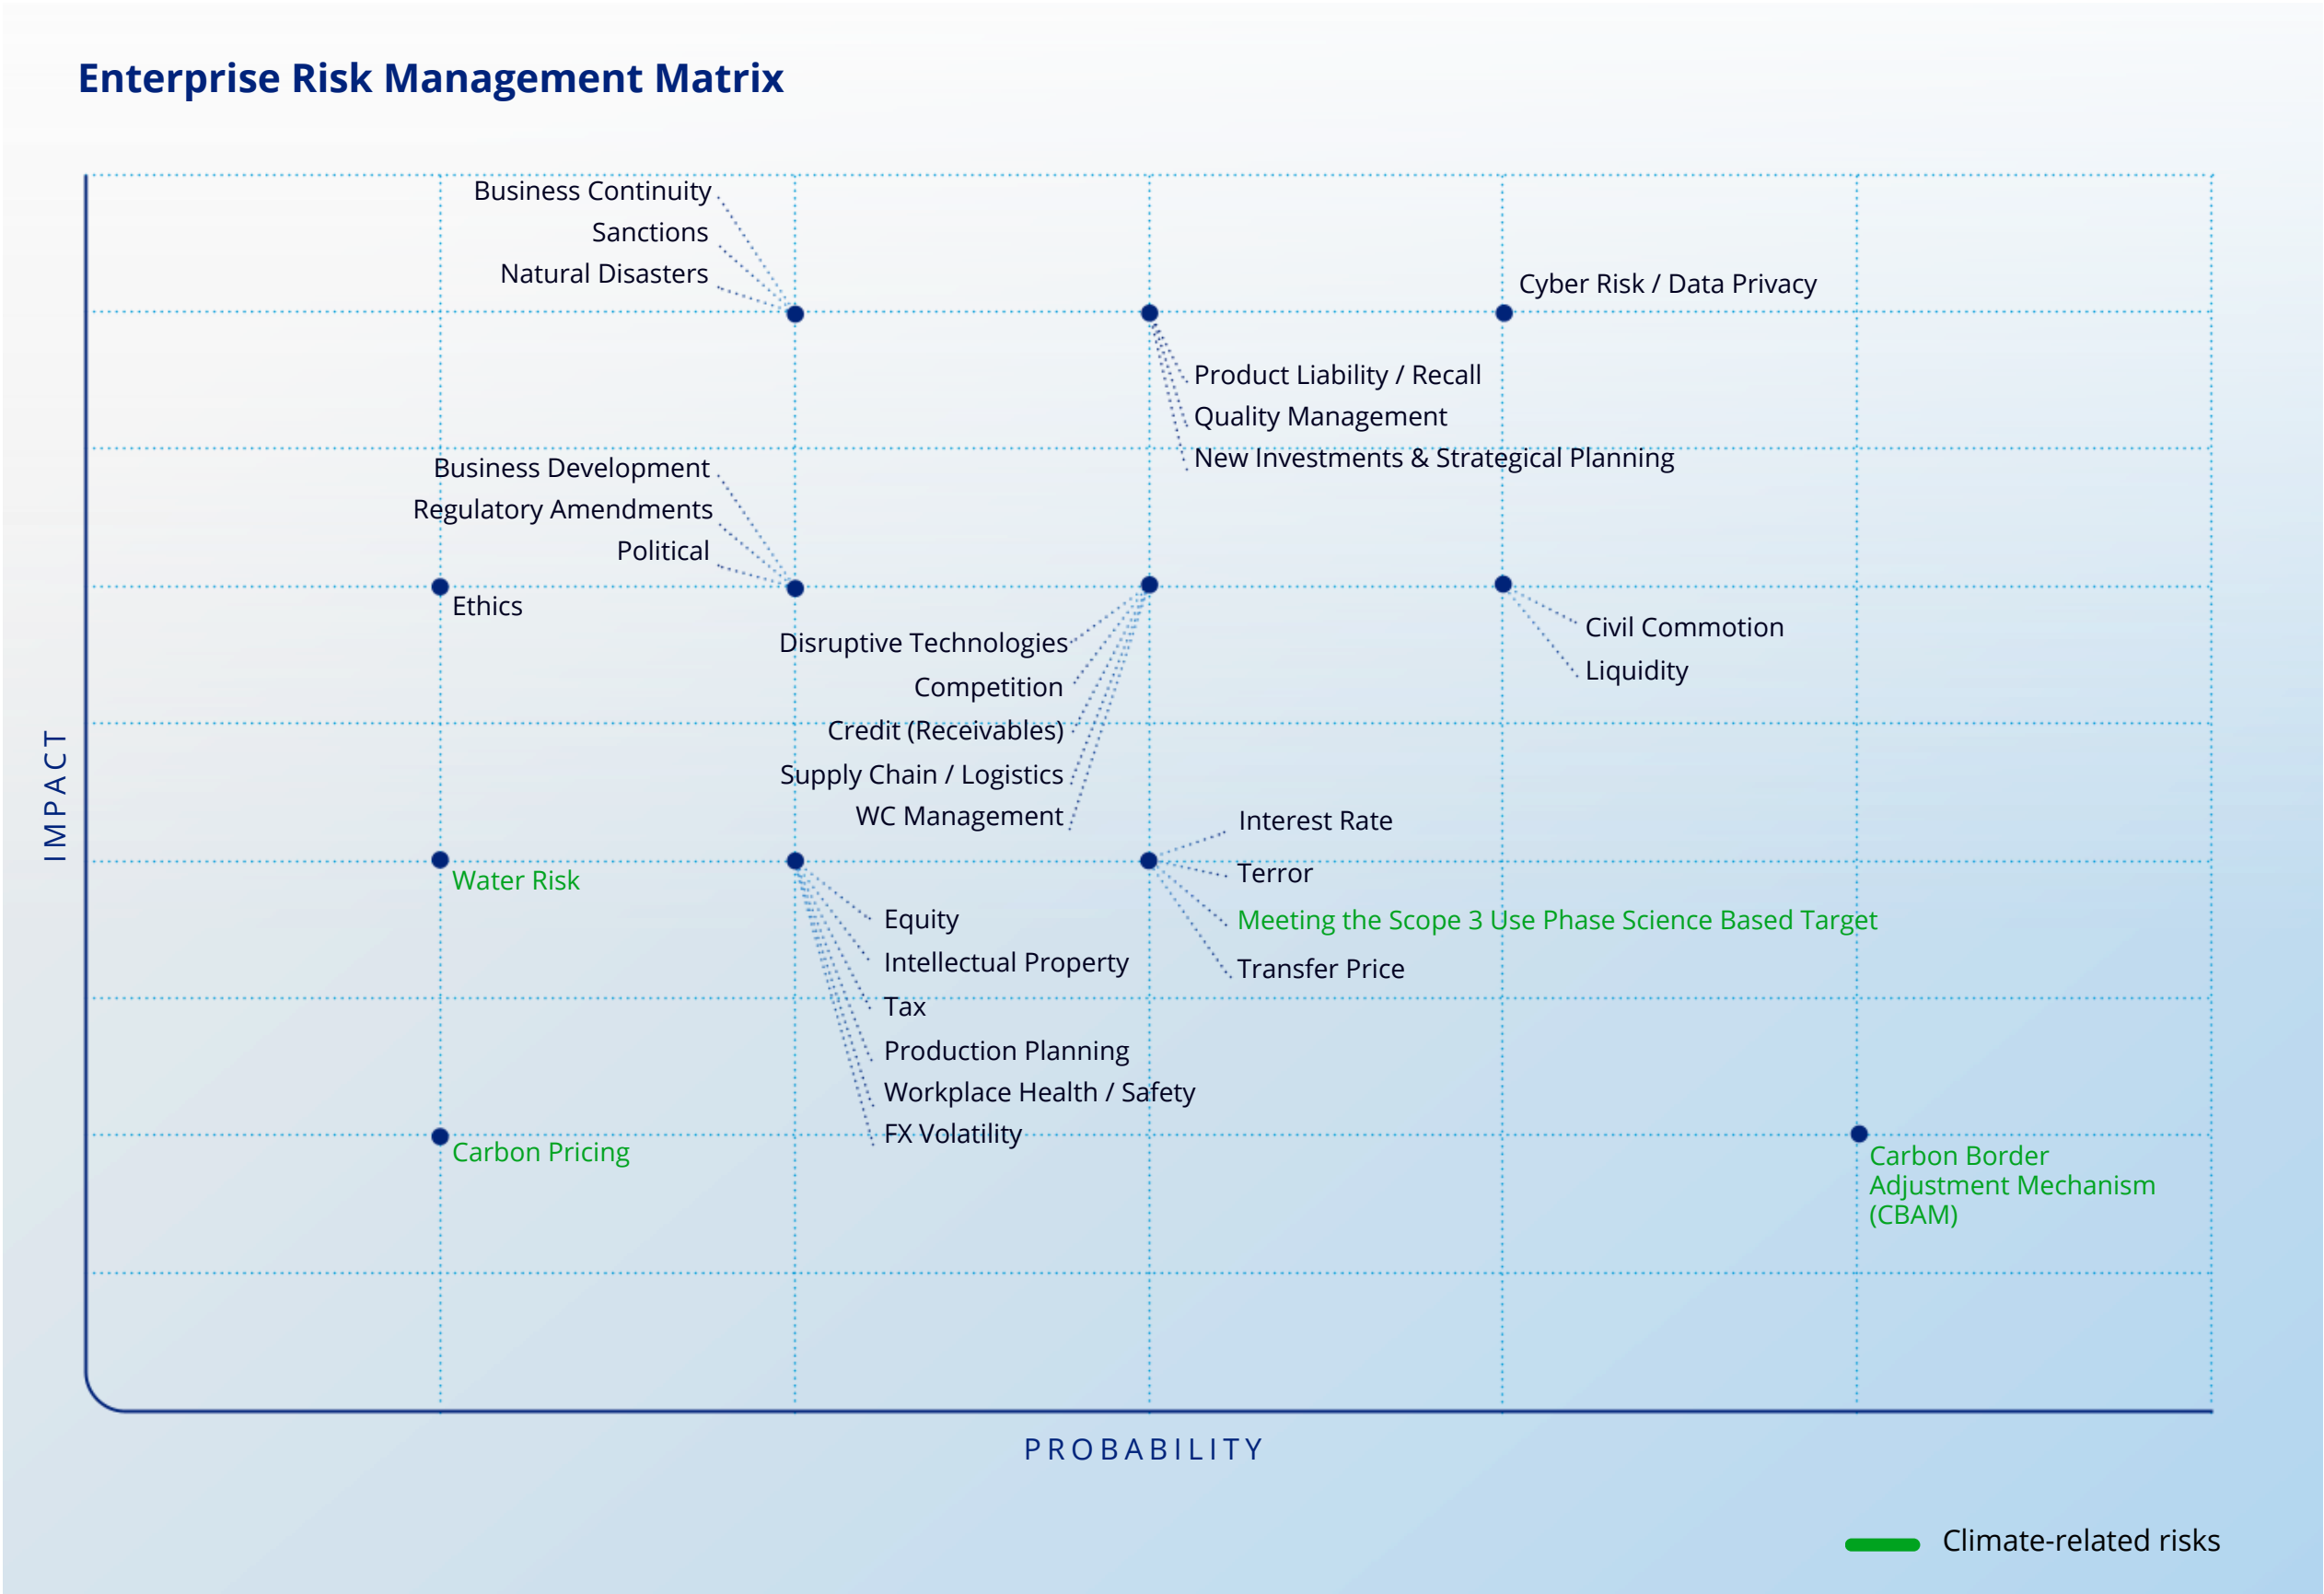 Enterprise Risk Management Matrix
Business Continuity
Sanctions
Natural Disasters
Cyber Risk / Data Privacy
Product Liability / Recall
Quality Management
New Investments & Strategical Planning
Business Development
Regulatory Amendments
Political
Ethics
Disruptive Technologies
Competition
Credit (Receivables)
Supply Chain / Logistics
WC Management
Civil Commotion
Liquidity
IMPACT
Water Risk
Interest Rate
Terror
Meeting the Scope 3 Use Phase Science Based Target
Transfer Price
Equity
Intellectual Property
Tax
Production Planning
Workplace Health / Safety
FX Volatility
Carbon Pricing
Carbon Border
Adjustment Mechanism
(CBAM)
PROBABILITY
Climate-related risks